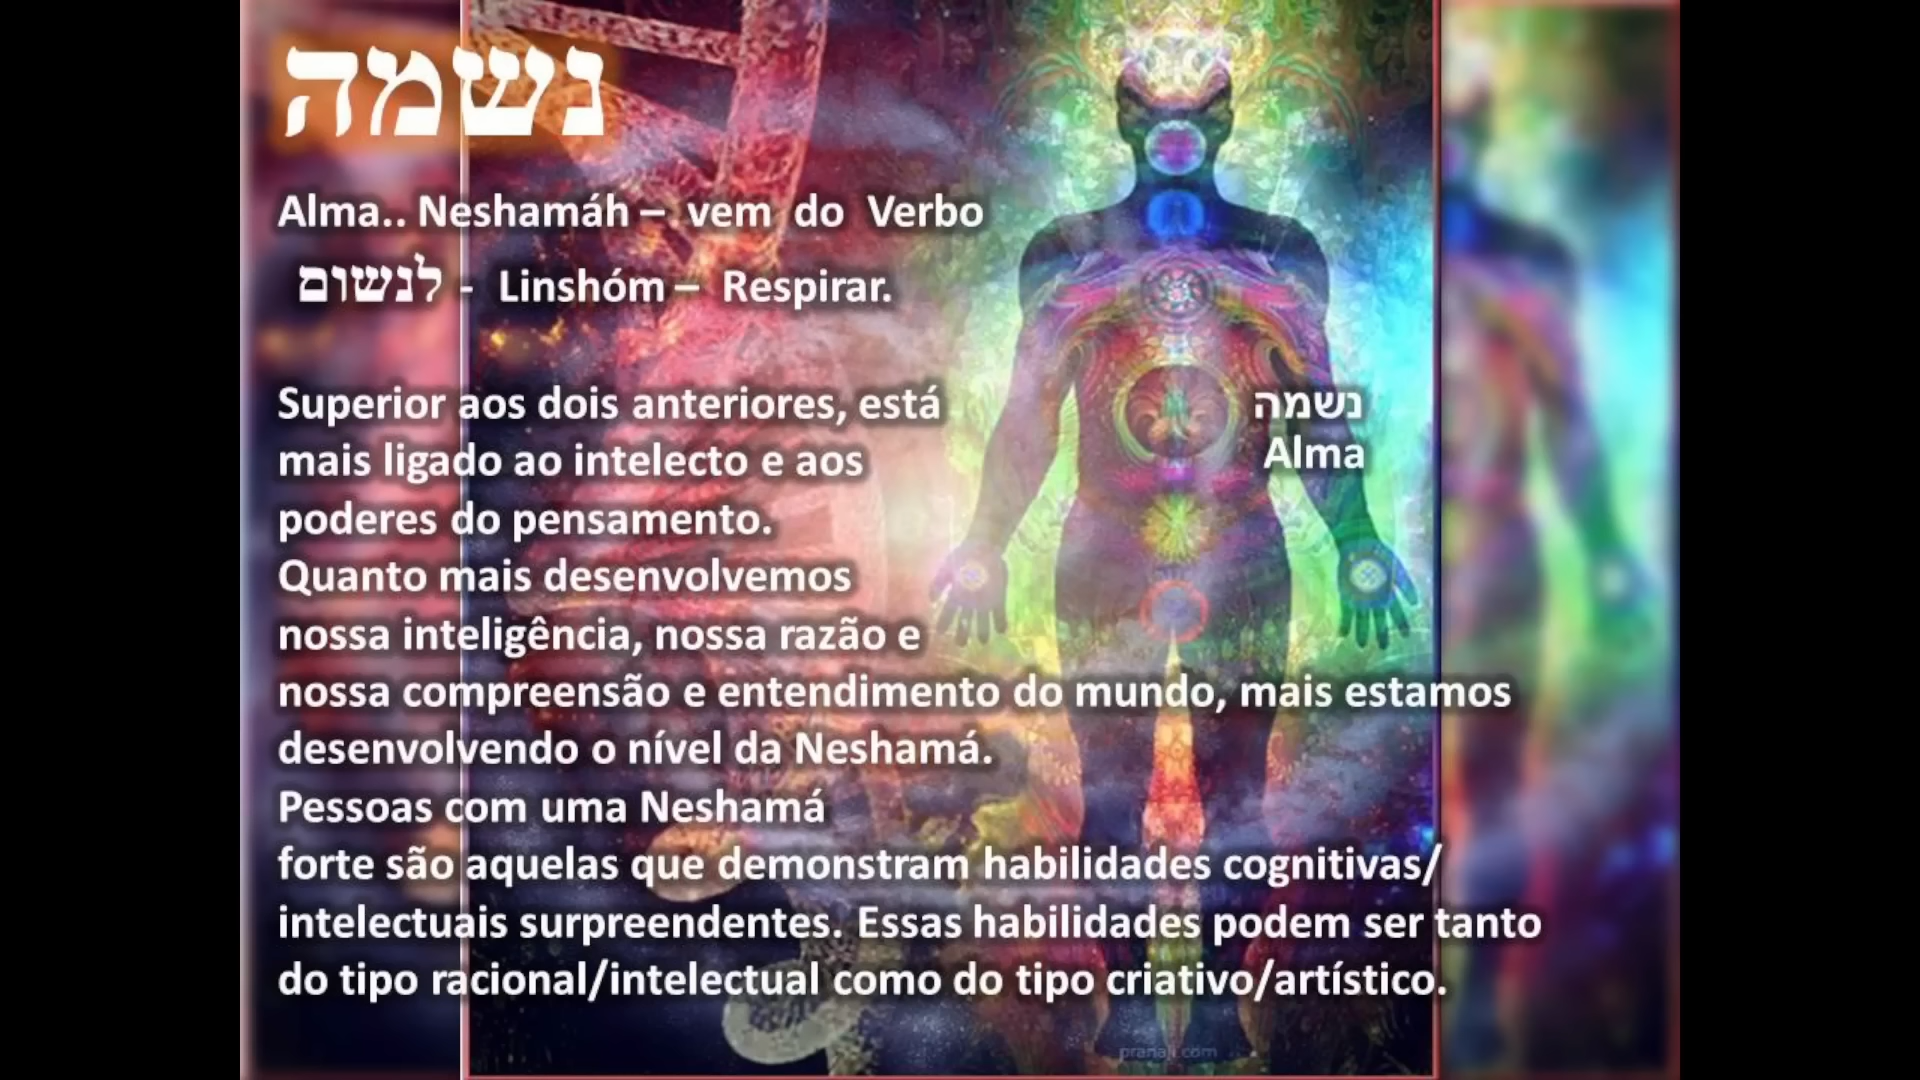 נשמה
Alma.. Neshamáh – vem do Verbo
לנשום - Linshóm – Respirar.
Superior aos dois anteriores, está
mais ligado ao intelecto e aos
poderes do pensamento.
Quanto mais desenvolvemos
nossa inteligência, nossa razão e
nossa compreensão e entendimento do mundo, mais estamos
desenvolvendo o nível da Neshamá.
Pessoas com uma Neshamá
forte são aquelas que demonstram habilidades cognitivas/
intelectuais surpreendentes. Essas habilidades podem ser tanto
do tipo racional/intelectual como do tipo criativo/artístico.
נשמה
Alma